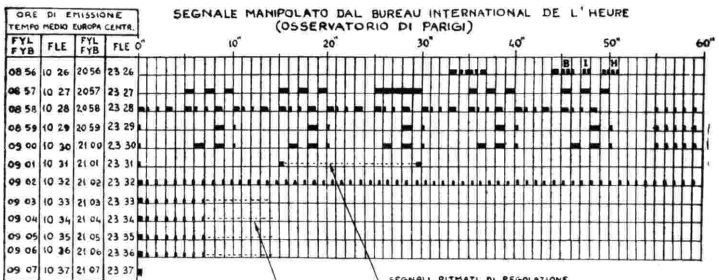 ORE DI EMISSIONE
TEMPO MEDIO EUROPA CENTR.
SEGNALE MANIPOLATO DAL BUREAU INTERNATIONAL DE L'HEURE
(OSSERVATORIO DI PARIGI)
FYL FYB FLE FYL FYB FLE 0" 10" 20" 30" 40" 50" 60"
B I H
08 56 10 26 20 56 23 26
08 57 10 27 20 57 23 27
08 58 10 28 20 58 23 28
08 59 10 29 20 59 23 29
09 00 10 30 21 00 23 30
09 01 10 31 21 01 23 31
09 02 10 32 21 02 23 32
09 03 10 33 21 03 23 33
09 04 10 34 21 04 23 34
09 05 10 35 21 05 23 35
09 06 10 36 21 06 23 36
09 07 10 37 21 07 23 37
SEGNALI RITMATI DI REGOLAZIONE